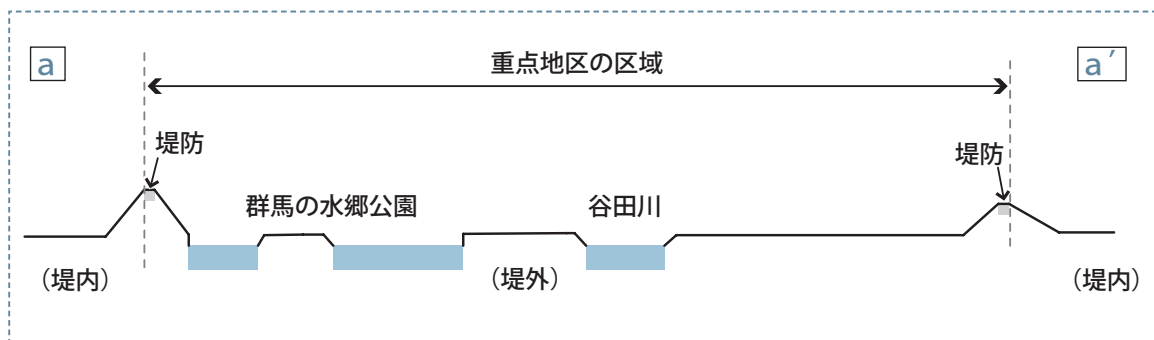 a
重点地区の区域
a′
堤防
堤防
群馬の水郷公園
谷田川
（堤内）
（堤外）
（堤内）